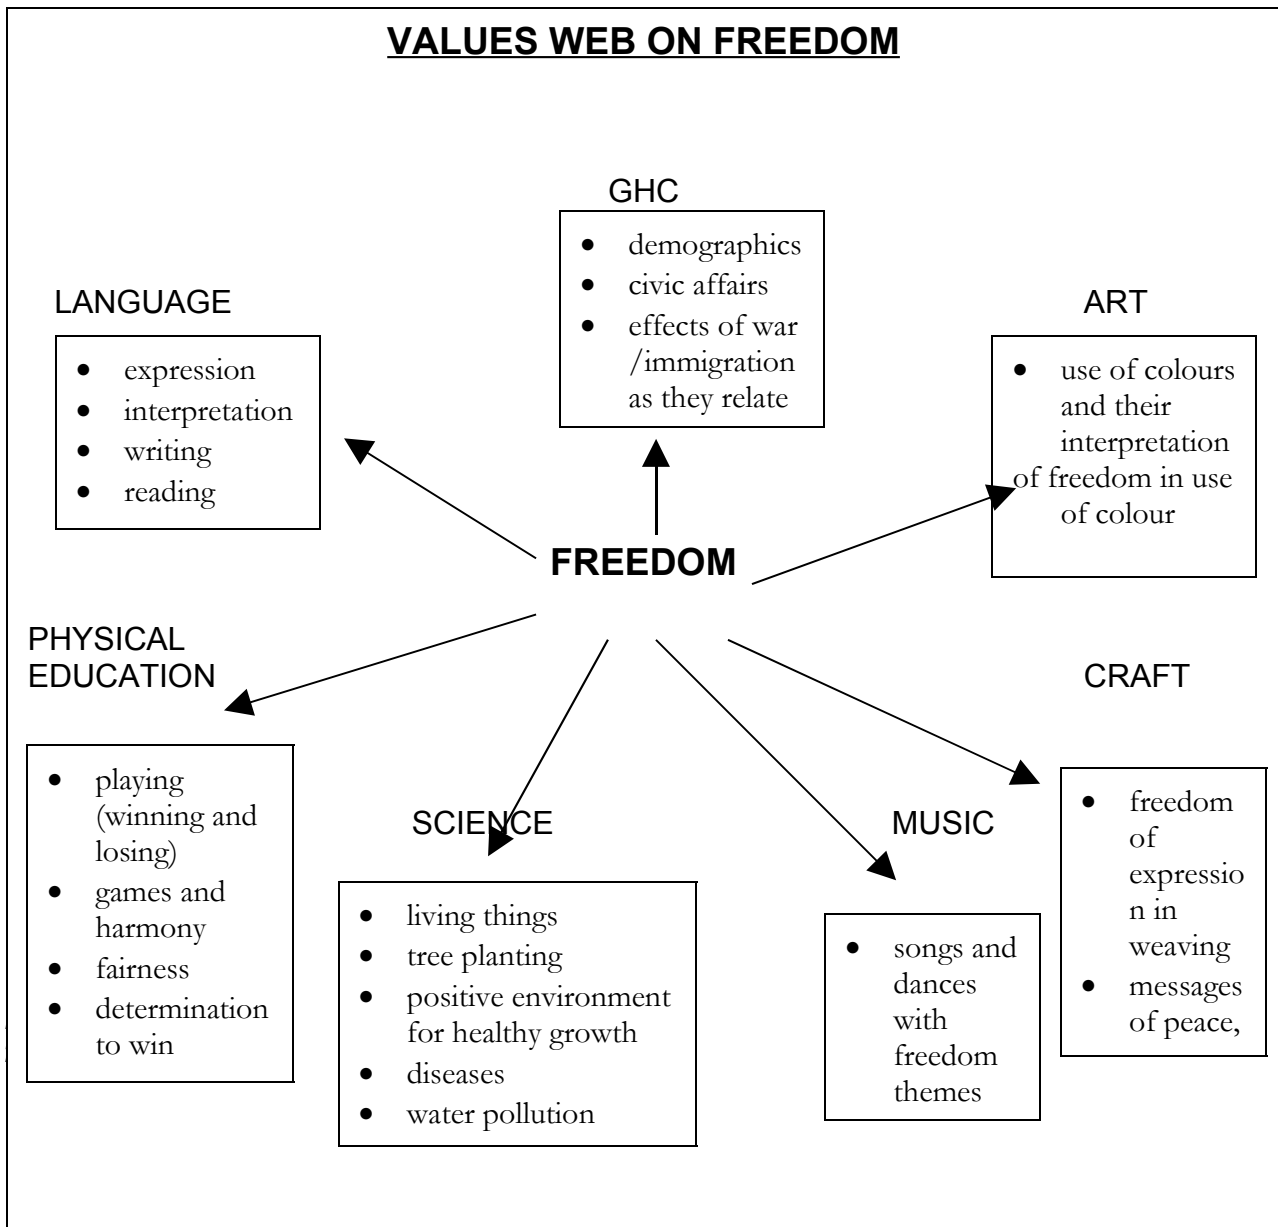 VALUES WEB ON FREEDOM
GHC
• demographics
• civic affairs
• effects of war
/immigration
as they relate
LANGUAGE
• expression
• interpretation
• writing
• reading
ART
• use of colours
and their
interpretation
of freedom in use
of colour
FREEDOM
PHYSICAL
EDUCATION
• playing
(winning and
losing)
• games and
harmony
• fairness
• determination
to win
SCIENCE
• living things
• tree planting
• positive environment
for healthy growth
• diseases
• water pollution
MUSIC
• songs and
dances
with
freedom
themes
CRAFT
• freedom
of
expressio
n in
weaving
• messages
of peace,